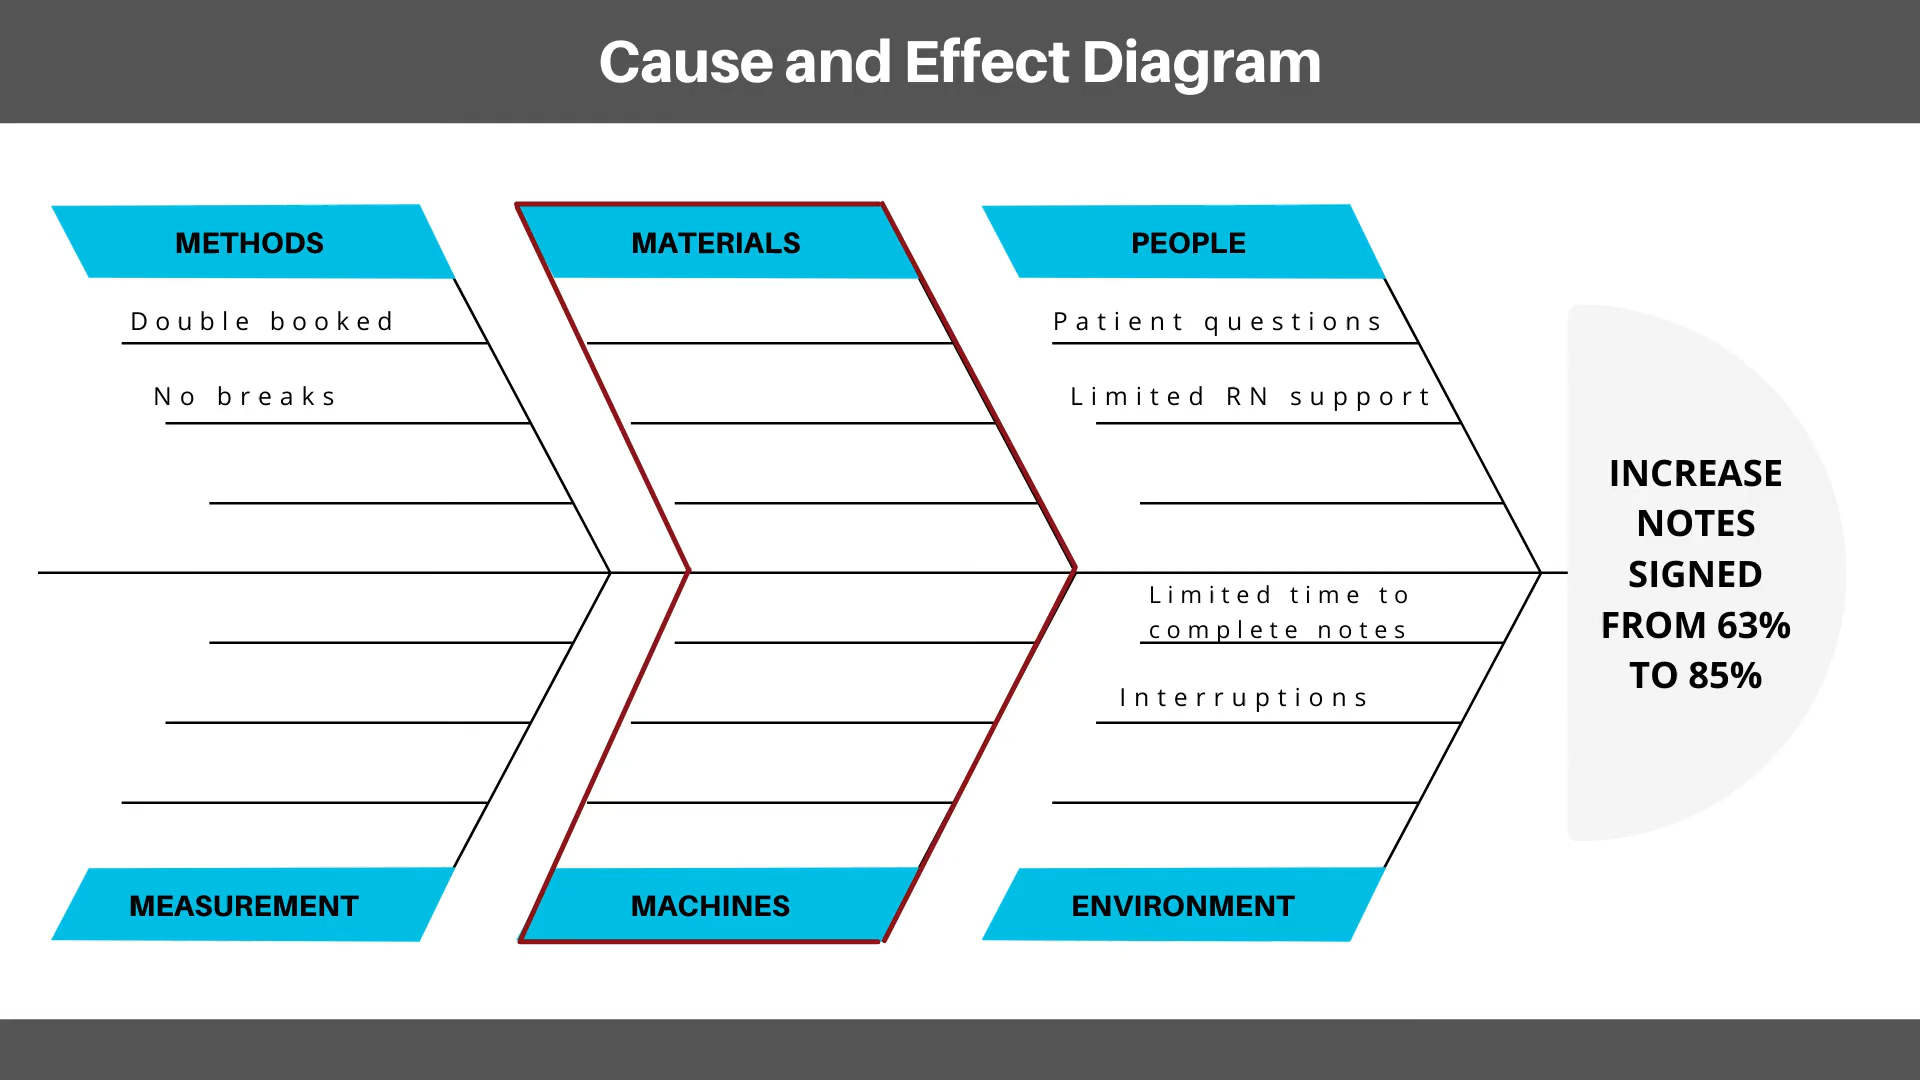 Cause and Effect Diagram
METHODS
MATERIALS
PEOPLE
Double booked
Patient questions
No breaks
Limited RN support
INCREASE
NOTES
SIGNED
FROM 63%
TO 85%
Limited time to
complete notes
Interruptions
MEASUREMENT
MACHINES
ENVIRONMENT